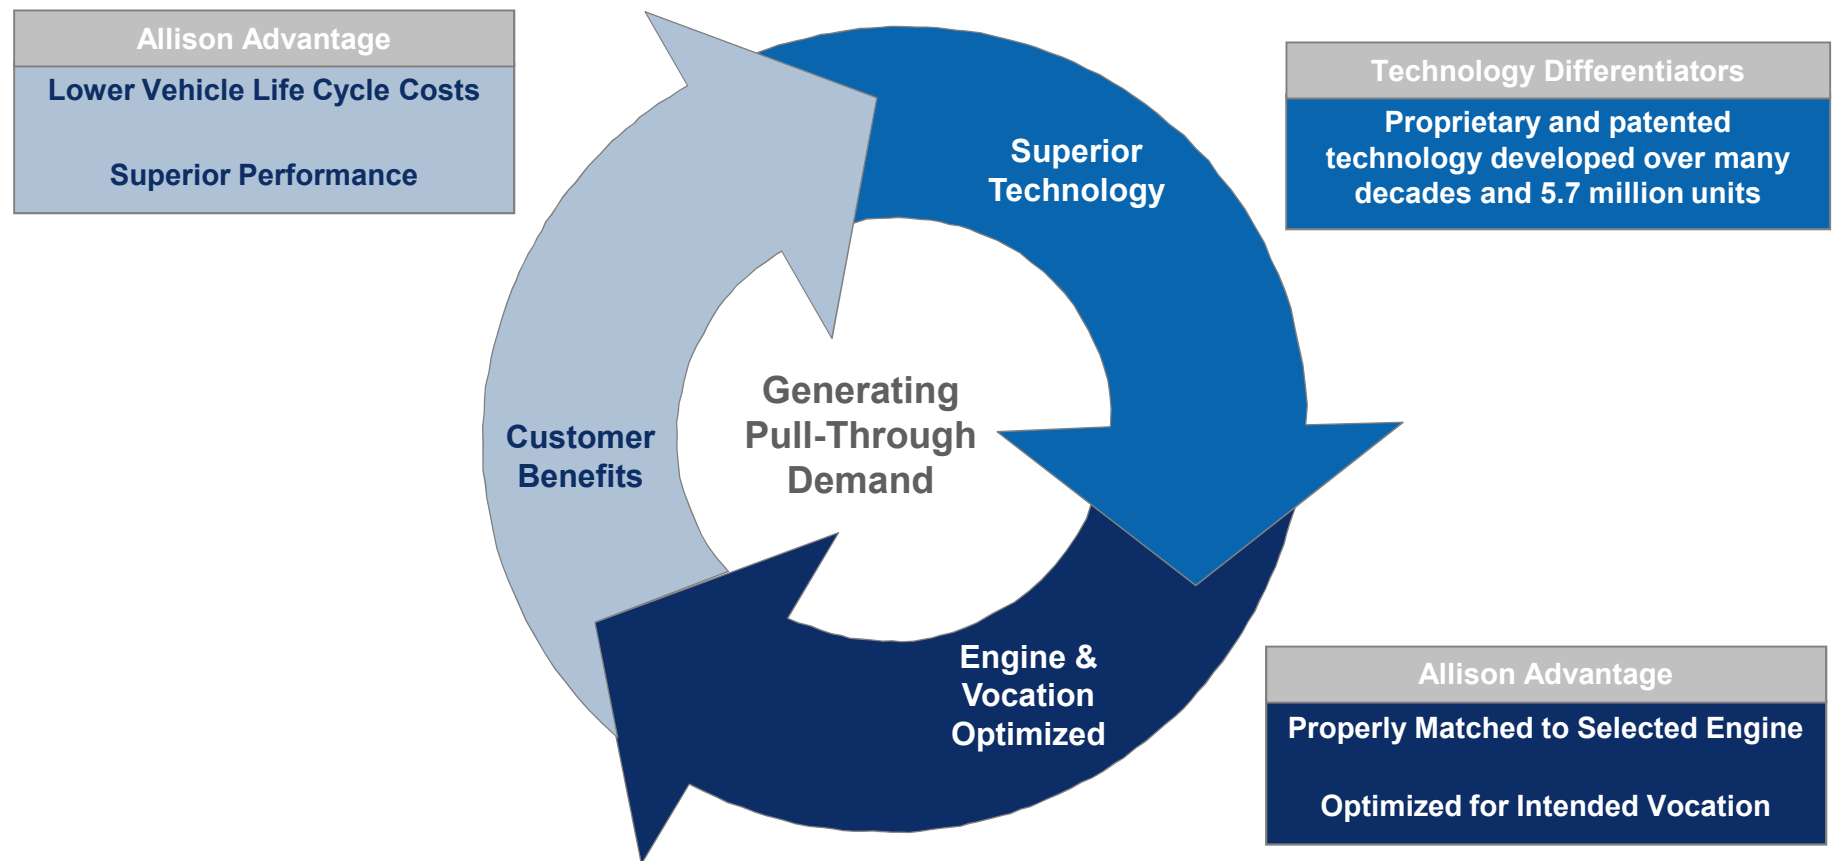 Allison Advantage
Lower Vehicle Life Cycle Costs
Superior Performance
Technology Differentiators
Proprietary and patented
technology developed over many
decades and 5.7 million units
Superior
Technology
Generating
Pull-Through
Demand
Customer
Benefits
Engine &
Vocation
Optimized
Allison Advantage
Properly Matched to Selected Engine
Optimized for Intended Vocation